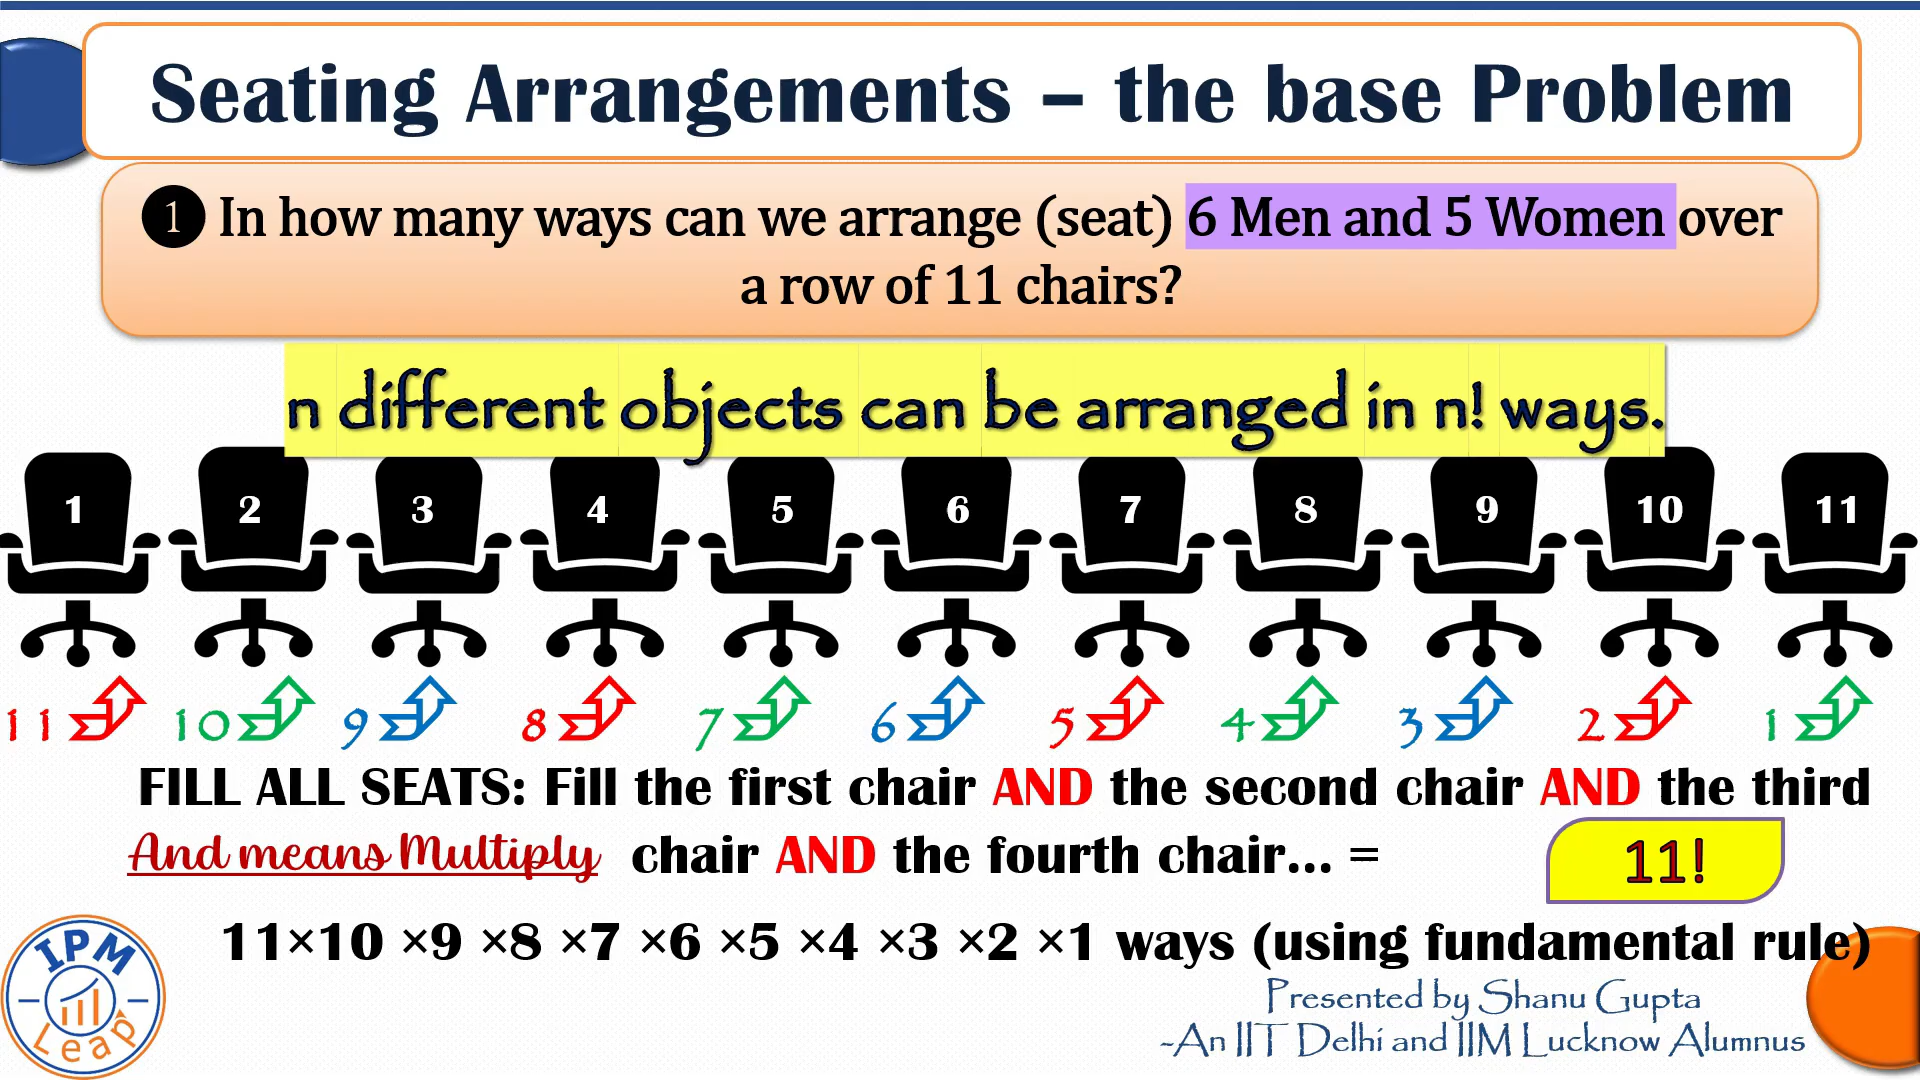 Seating Arrangements – the base Problem
❶ In how many ways can we arrange (seat) 6 Men and 5 Women over
a row of 11 chairs?
n different objects can be arranged in n! ways.
1 2 3 4 5 6 7 8 9 10 11
11 10 9 8 7 6 5 4 3 2 1
FILL ALL SEATS: Fill the first chair AND the second chair AND the third
And means Multiply chair AND the fourth chair... = 11!
11×10 ×9 ×8 ×7 ×6 ×5 ×4 ×3 ×2 ×1 ways (using fundamental rule)
IPM
Leap
Presented by Shanu Gupta
-An IIT Delhi and IIM Lucknow Alumnus